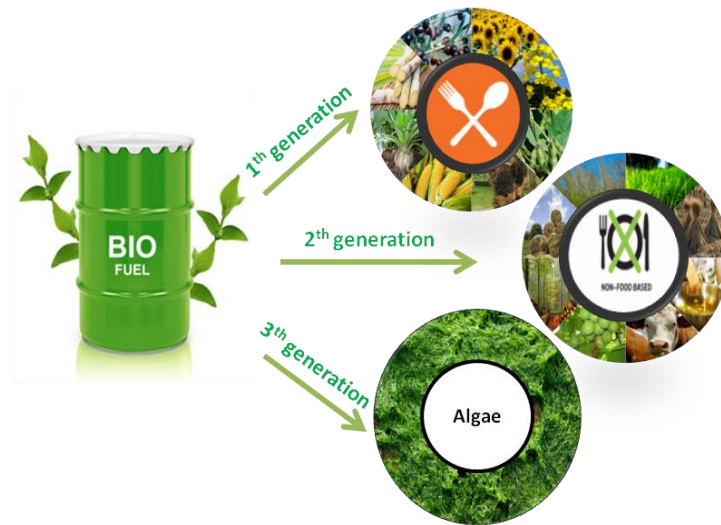 1th generation
BIO
FUEL
2th generation
NON-FOOD BASED
3th generation
Algae